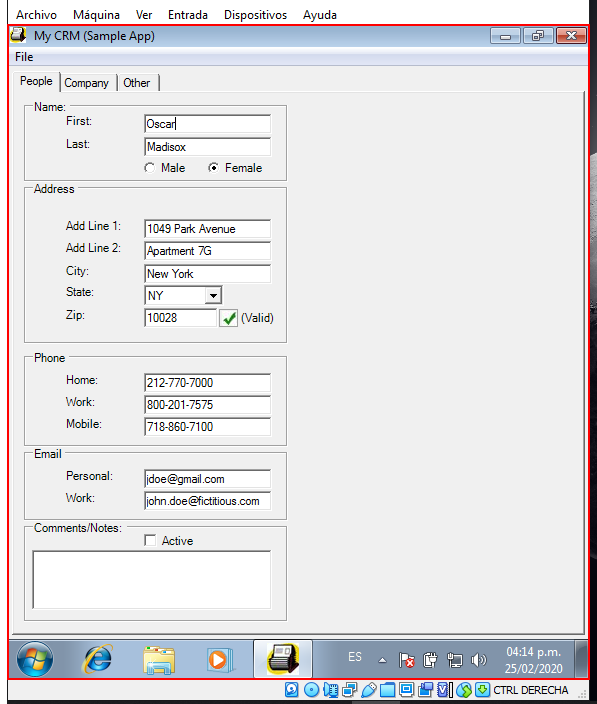 Archivo Máquina Ver Entrada Dispositivos Ayuda
My CRM (Sample App)
File
People Company Other
Name:
First: Oscar
Last: Madisox
Male Female
Address
Add Line 1: 1049 Park Avenue
Add Line 2: Apartment 7G
City: New York
State: NY
Zip: 10028 (Valid)
Phone
Home: 212-770-7000
Work: 800-201-7575
Mobile: 718-860-7100
Email
Personal: jdoe@gmail.com
Work: john.doe@fictitious.com
Comments/Notes:
Active
ES 04:14 p.m.
25/02/2020
CTRL DERECHA